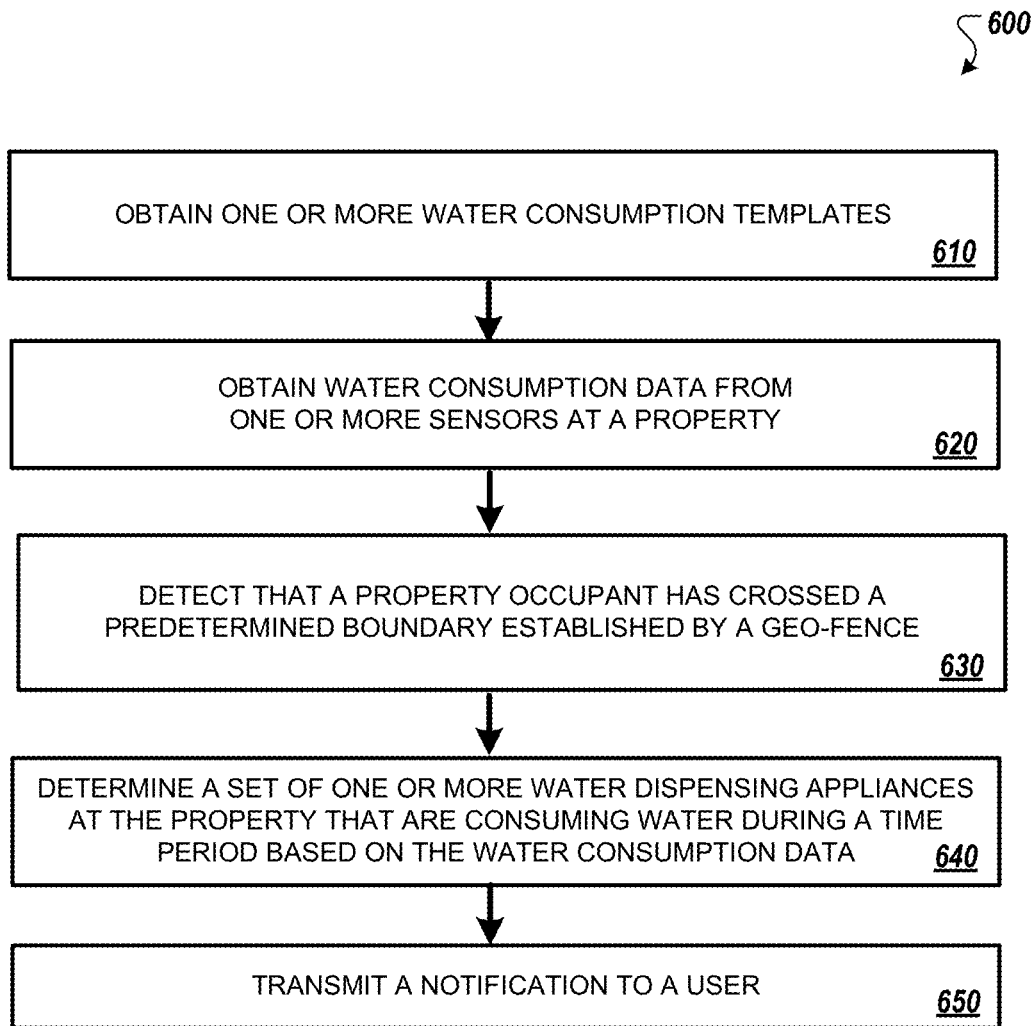 600
OBTAIN ONE OR MORE WATER CONSUMPTION TEMPLATES
610
OBTAIN WATER CONSUMPTION DATA FROM
ONE OR MORE SENSORS AT A PROPERTY
620
DETECT THAT A PROPERTY OCCUPANT HAS CROSSED A
PREDETERMINED BOUNDARY ESTABLISHED BY A GEO-FENCE
630
DETERMINE A SET OF ONE OR MORE WATER DISPENSING APPLIANCES
AT THE PROPERTY THAT ARE CONSUMING WATER DURING A TIME
PERIOD BASED ON THE WATER CONSUMPTION DATA
640
TRANSMIT A NOTIFICATION TO A USER
650